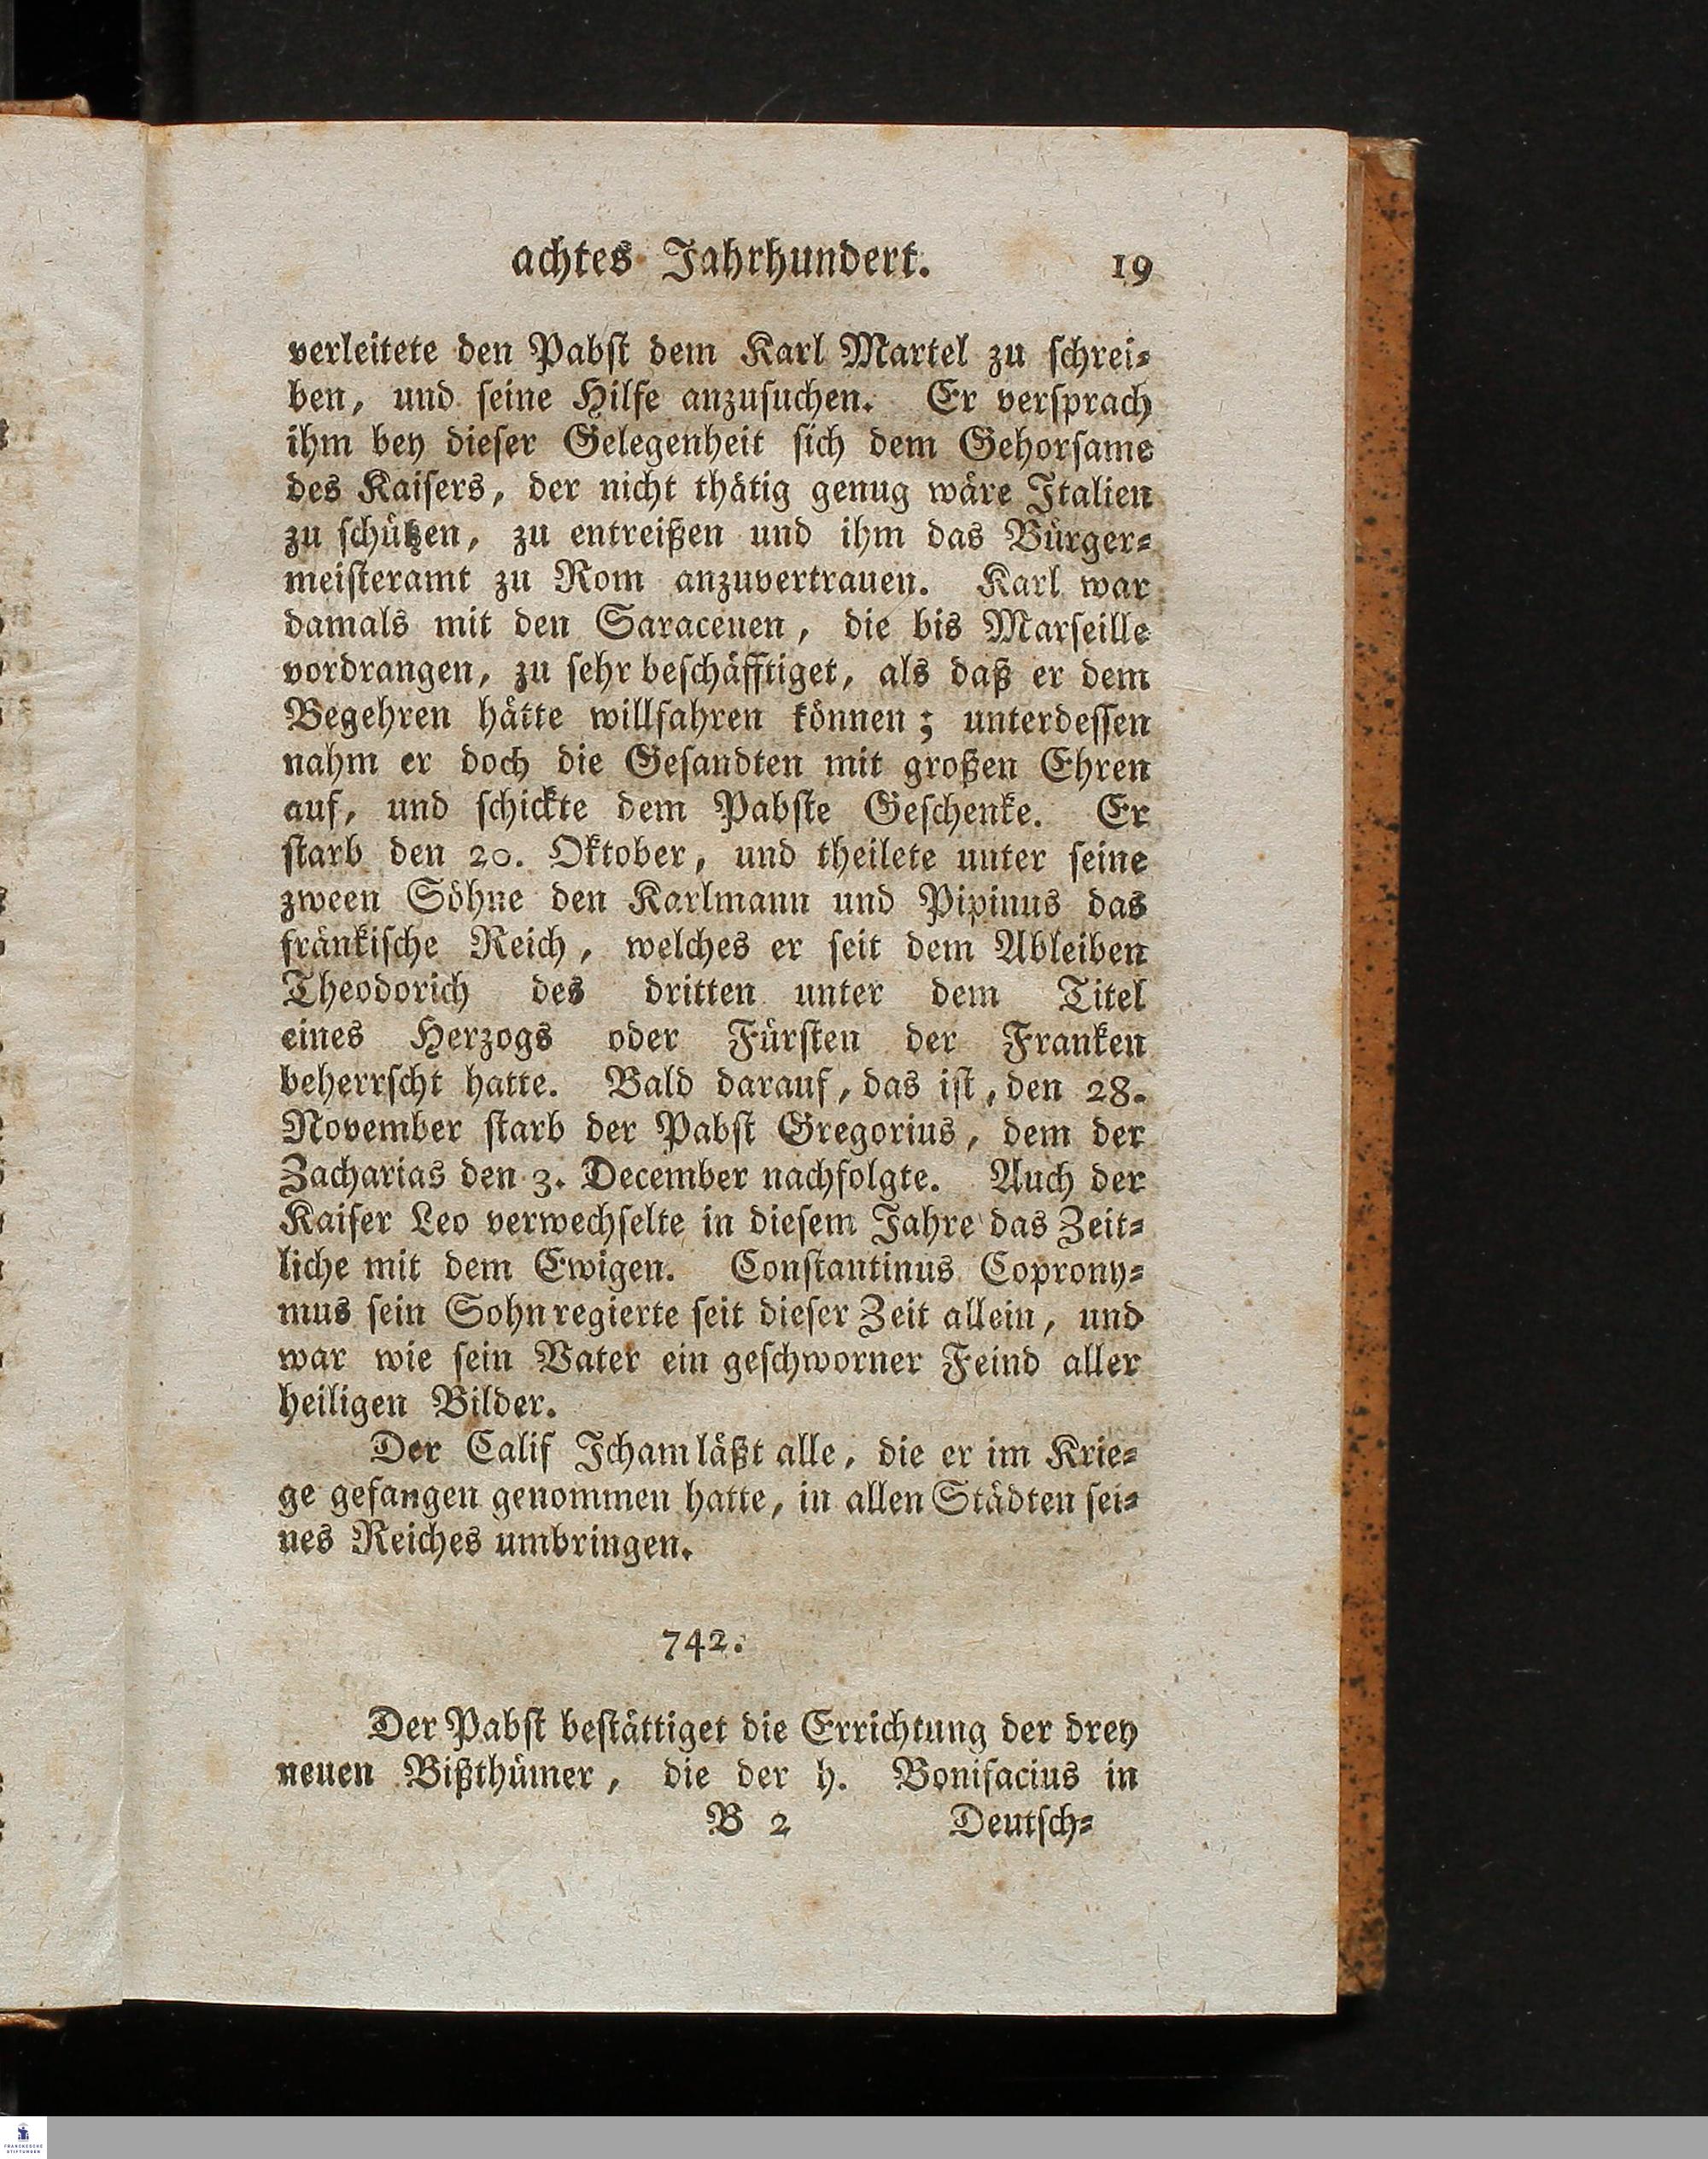 achtes Jahrhundert. 19
verleitete den Pabst dem Karl Martel zu schrei⸗
ben, und seine Hilfe anzusuchen. Er versprach
ihm bey dieser Gelegenheit sich dem Gehorsame
des Kaisers, der nicht thätig genug wäre Italien
zu schützen, zu entreißen und ihm das Bürger⸗
meisteramt zu Rom anzuvertrauen. Karl war
damals mit den Saracenen, die bis Marseille
vordrangen, zu sehr beschäfftiget, als daß er dem
Begehren hätte willfahren können; unterdessen
nahm er doch die Gesandten mit großen Ehren
auf, und schickte dem Pabste Geschenke. Er
starb den 20. Oktober, und theilete unter seine
zween Söhne den Karlmann und Pipinus das
fränkische Reich, welches er seit dem Ableiben
Theodorich des dritten unter dem Titel
eines Herzogs oder Fürsten der Franken
beherrscht hatte. Bald darauf, das ist, den 28.
November starb der Pabst Gregorius, dem der
Zacharias den 3. December nachfolgte. Auch der
Kaiser Leo verwechselte in diesem Jahre das Zeit⸗
liche mit dem Ewigen. Constantinus Coprony⸗
mus sein Sohn regierte seit dieser Zeit allein, und
war wie sein Vater ein geschworner Feind aller
heiligen Bilder.
Der Calif Icham läßt alle, die er im Krie⸗
ge gefangen genommen hatte, in allen Städten sei⸗
nes Reiches umbringen.
742.
Der Pabst bestättiget die Errichtung der drey
neuen Bißthümer, die der h. Bonifacius in
B 2 Deutsch⸗
FRANCKESCHE
STIFTUNGEN